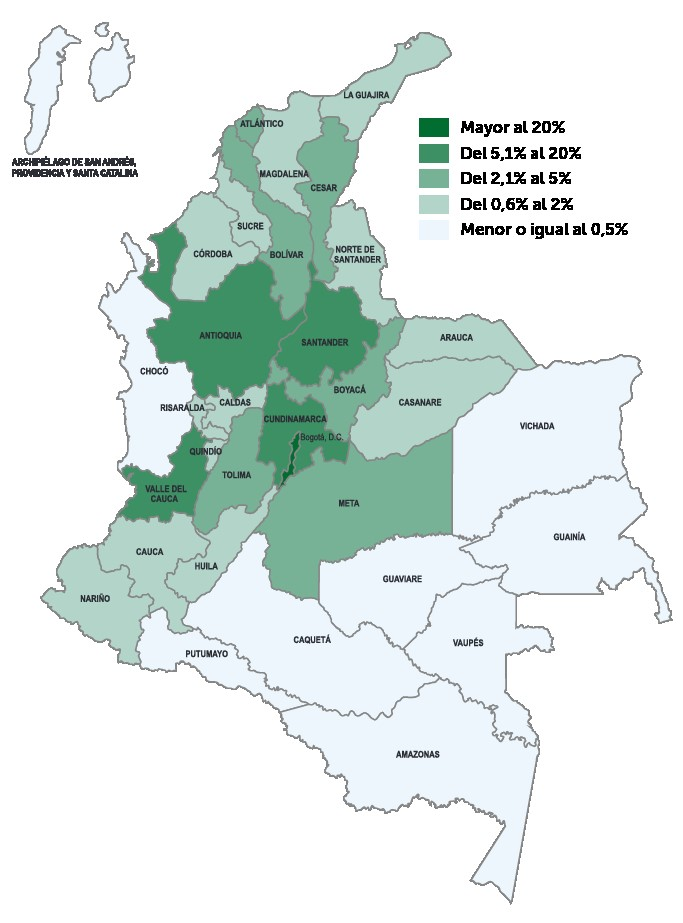 LA GUAJIRA
Mayor al 20%
Del 5,1% al 20%
Del 2,1% al 5%
Del 0,6% al 2%
Menor o igual al 0,5%
ATLÁNTICO
ARCHIPIÉLAGO DE SAN ANDRÉS,
PROVIDENCIA Y SANTA CATALINA
MAGDALENA
CESAR
SUCRE
CÓRDOBA
BOLÍVAR
NORTE DE
SANTANDER
ANTIOQUIA
SANTANDER
ARAUCA
CHOCÓ
BOYACÁ
RISARALDA
CALDAS
CASANARE
CUNDINAMARCA
VICHADA
Bogotá, D.C.
QUINDÍO
TOLIMA
VALLE DEL
CAUCA
META
GUAINÍA
CAUCA
HUILA
GUAVIARE
NARIÑO
CAQUETÁ
VAUPÉS
PUTUMAYO
AMAZONAS